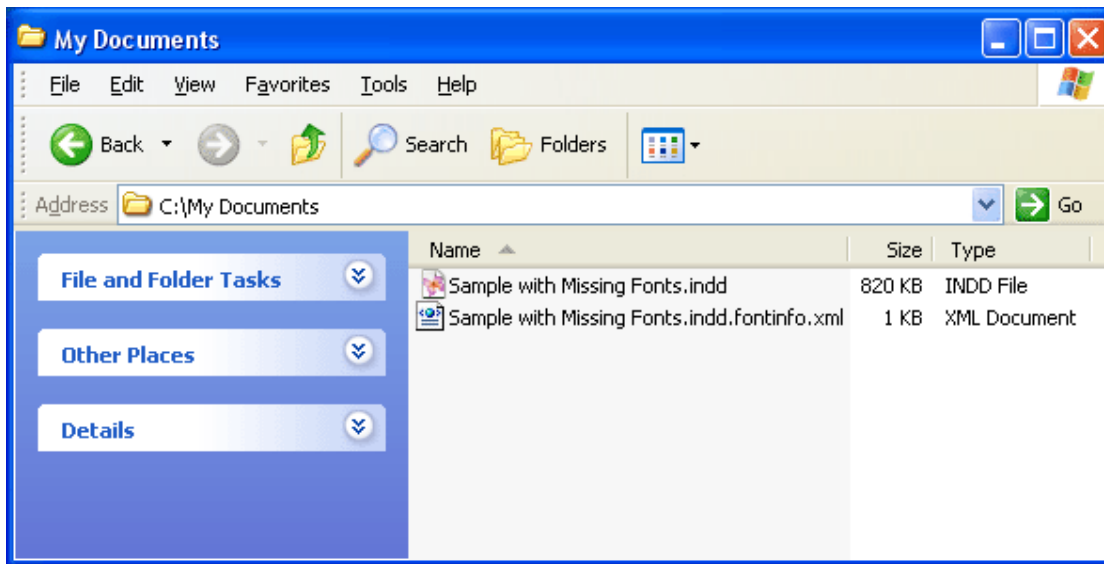 My Documents
File Edit View Favorites Tools Help
Back Search Folders
Address C:\My Documents Go
Name Size Type
File and Folder Tasks
Sample with Missing Fonts.indd 820 KB INDD File
Sample with Missing Fonts.indd.fontinfo.xml 1 KB XML Document
Other Places
Details